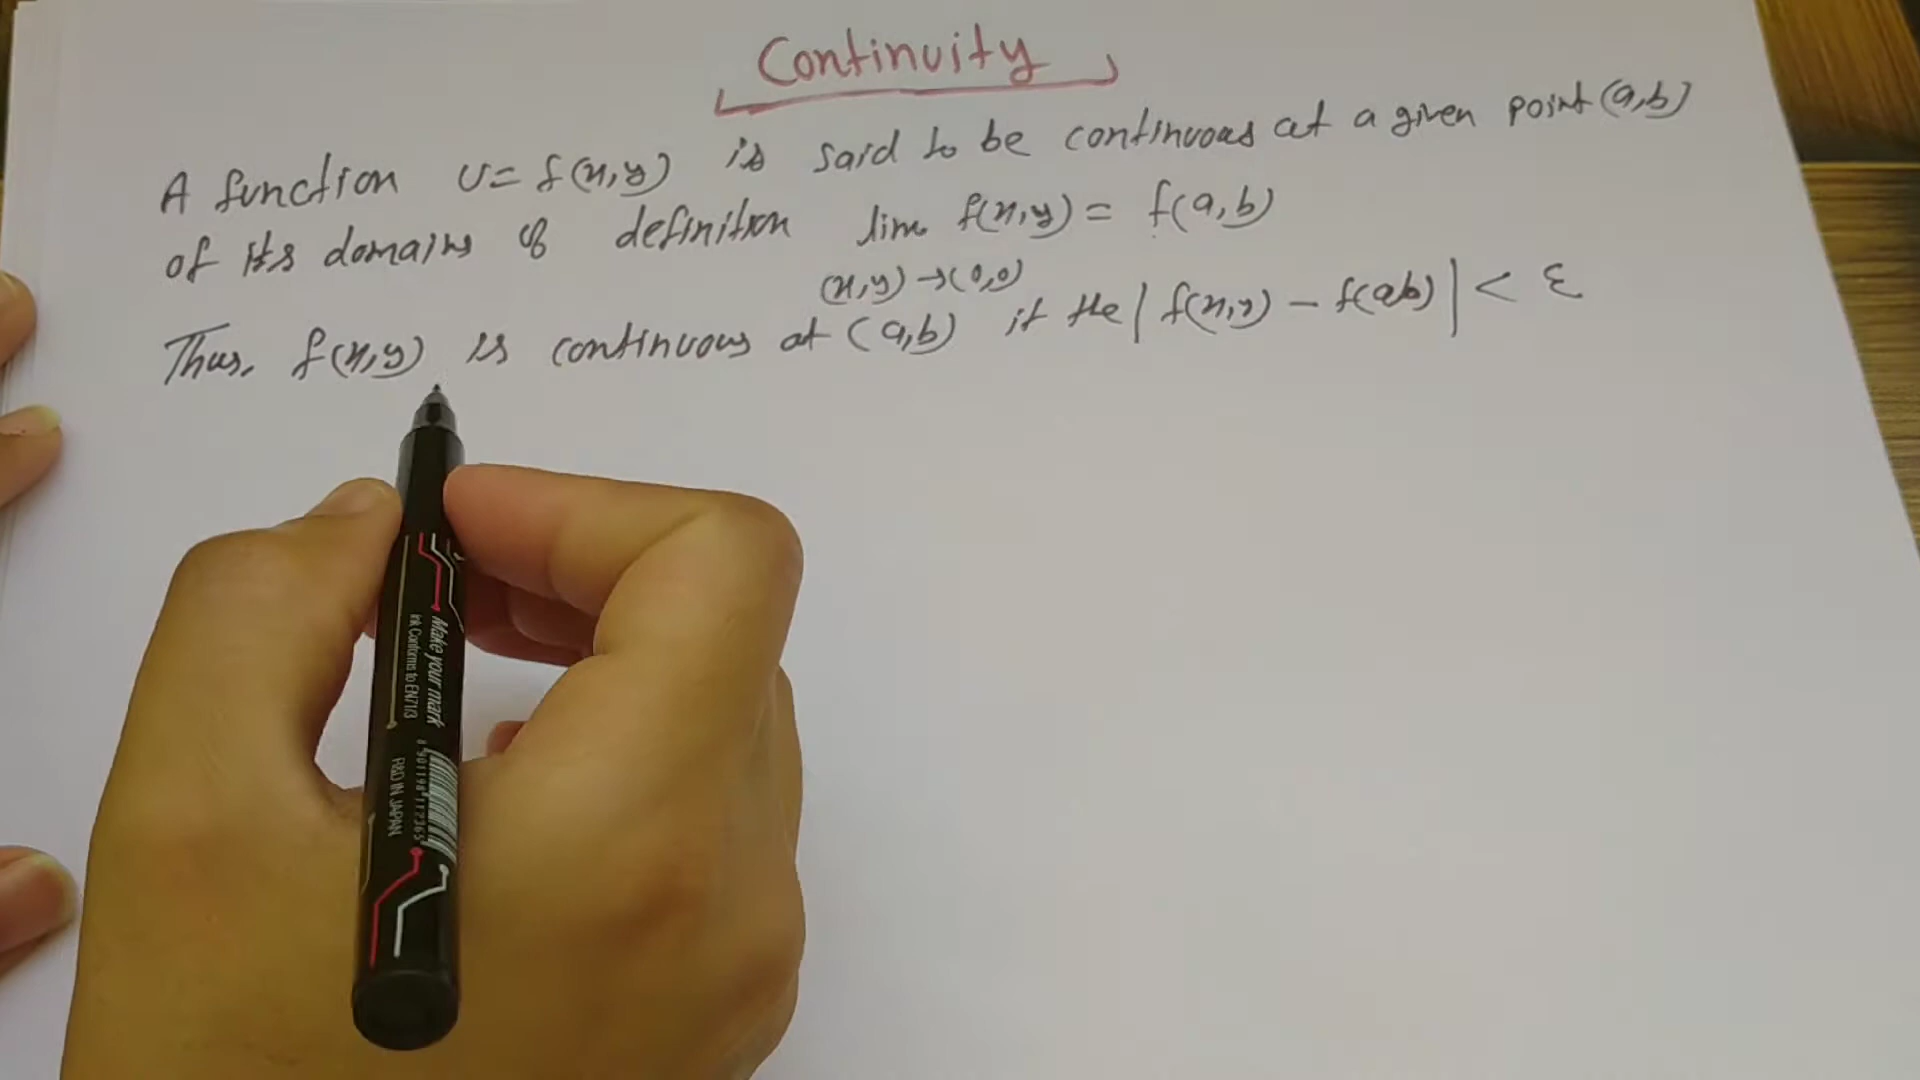 Continuity
A function u = f(x,y) is said to be continuous at a given point (a,b)
of its domains of definition lim f(x,y) = f(a,b)
(x,y)→(0,0)
Thus, f(x,y) is continuous at (a,b) if the | f(x,y) – f(ab) | < ε
Make your mark
Ink Conforms to EN71/3
R&D IN JAPAN